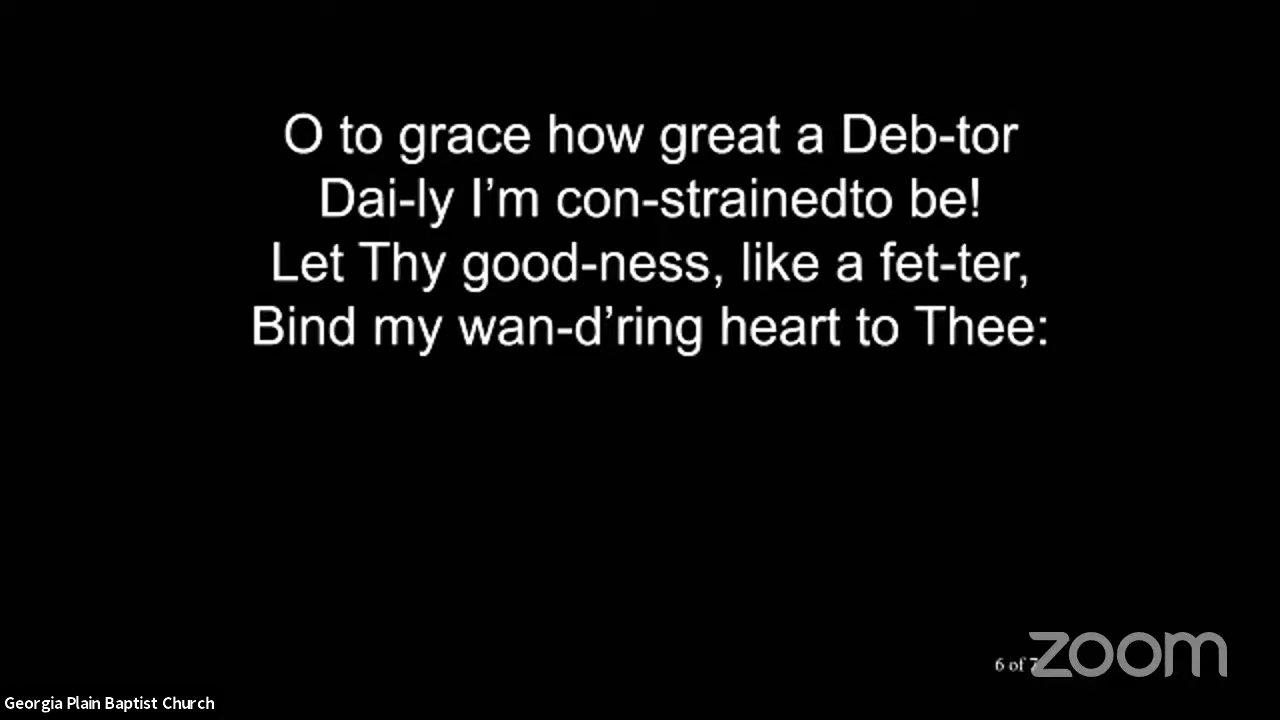 O to grace how great a Deb-tor
Dai-ly I’m con-strainedto be!
Let Thy good-ness, like a fet-ter,
Bind my wan-d’ring heart to Thee:
6 of 7
zoom
Georgia Plain Baptist Church